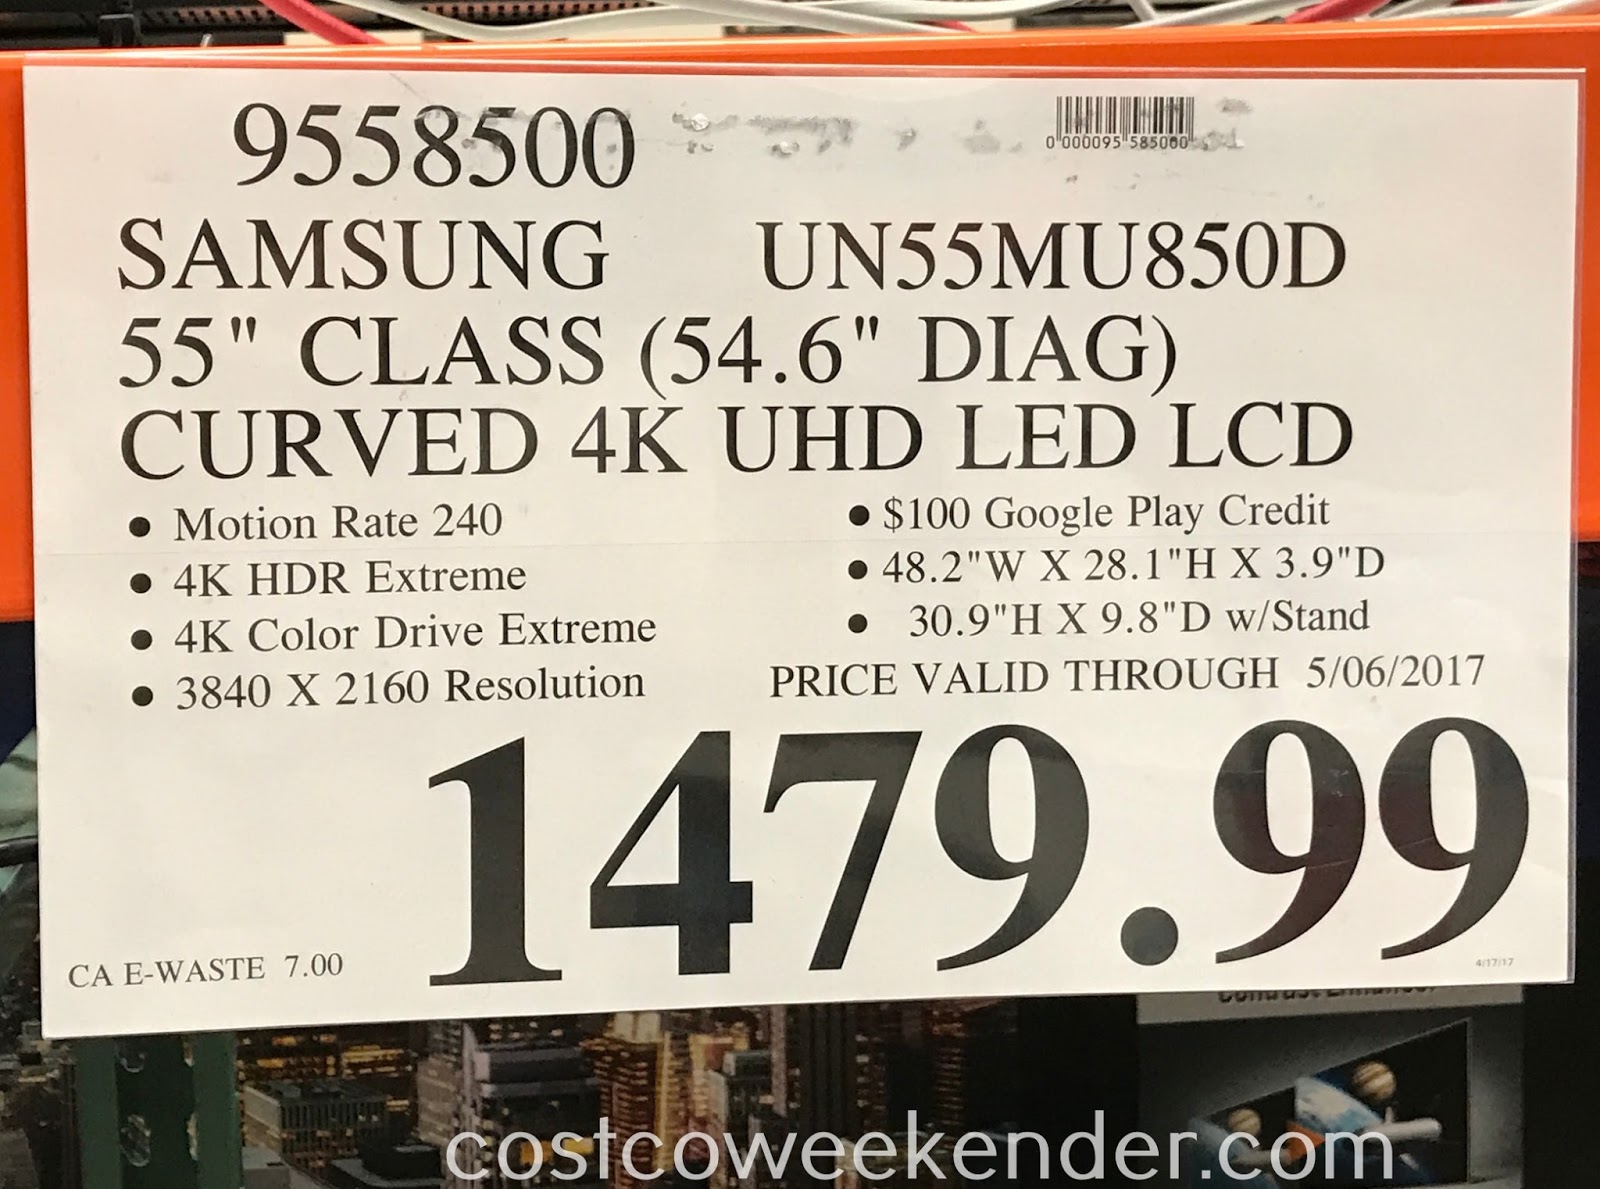 9558500
0 000095 585000
SAMSUNG UN55MU850D
55" CLASS (54.6" DIAG)
CURVED 4K UHD LED LCD
• Motion Rate 240
• 4K HDR Extreme
• 4K Color Drive Extreme
• 3840 X 2160 Resolution
• $100 Google Play Credit
• 48.2"W X 28.1"H X 3.9"D
• 30.9"H X 9.8"D w/Stand
PRICE VALID THROUGH 5/06/2017
1479.99
CA E-WASTE 7.00
4/17/17
costcoweekender.com